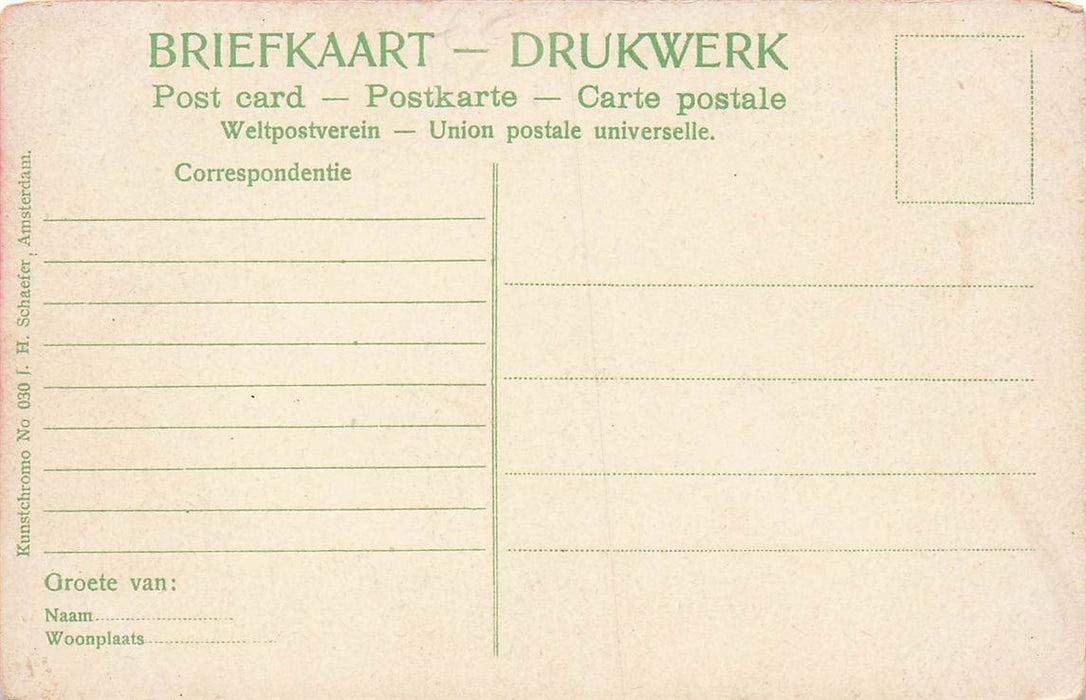 BRIEFKAART — DRUKWERK
Post card — Postkarte — Carte postale
Weltpostverein — Union postale universelle.
Correspondentie
Kunstchromo No 030 J. H. Schaefer, Amsterdam.
Groete van:
Naam
Woonplaats